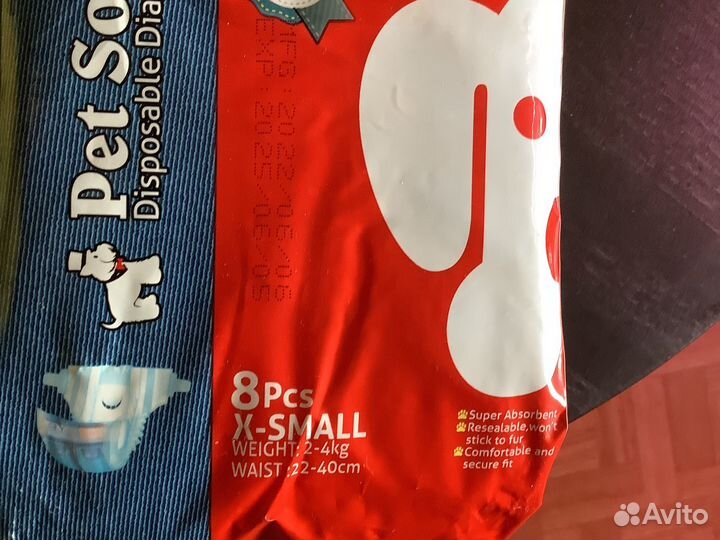 Pet So
Disposable Dia
MFG: 2022/06/06
EXP: 2025/06/05
8Pcs
X-SMALL
WEIGHT: 2-4kg
WAIST: 22-40cm
Super Absorbent
Resealable, won't
stick to fur
Comfortable and
secure fit
Avito